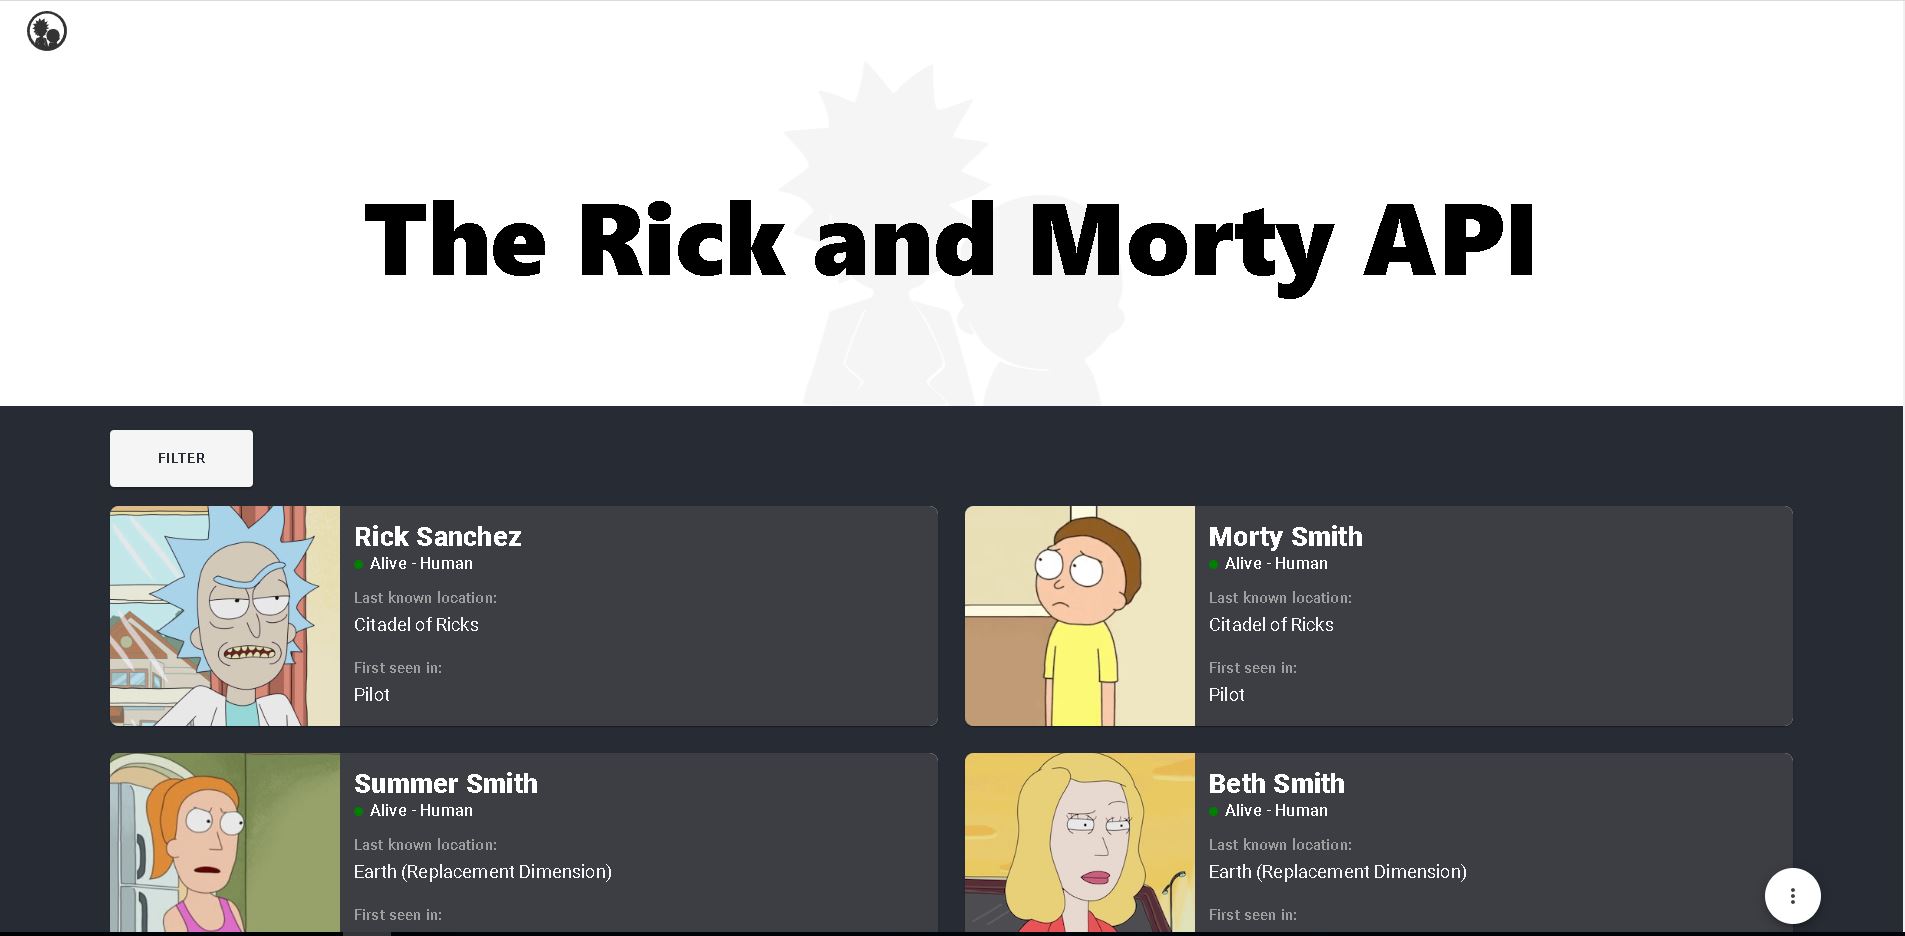 The Rick and Morty API
FILTER
Rick Sanchez
Alive - Human
Last known location:
Citadel of Ricks
First seen in:
Pilot
Morty Smith
Alive - Human
Last known location:
Citadel of Ricks
First seen in:
Pilot
Summer Smith
Alive - Human
Last known location:
Earth (Replacement Dimension)
First seen in:
Beth Smith
Alive - Human
Last known location:
Earth (Replacement Dimension)
First seen in: